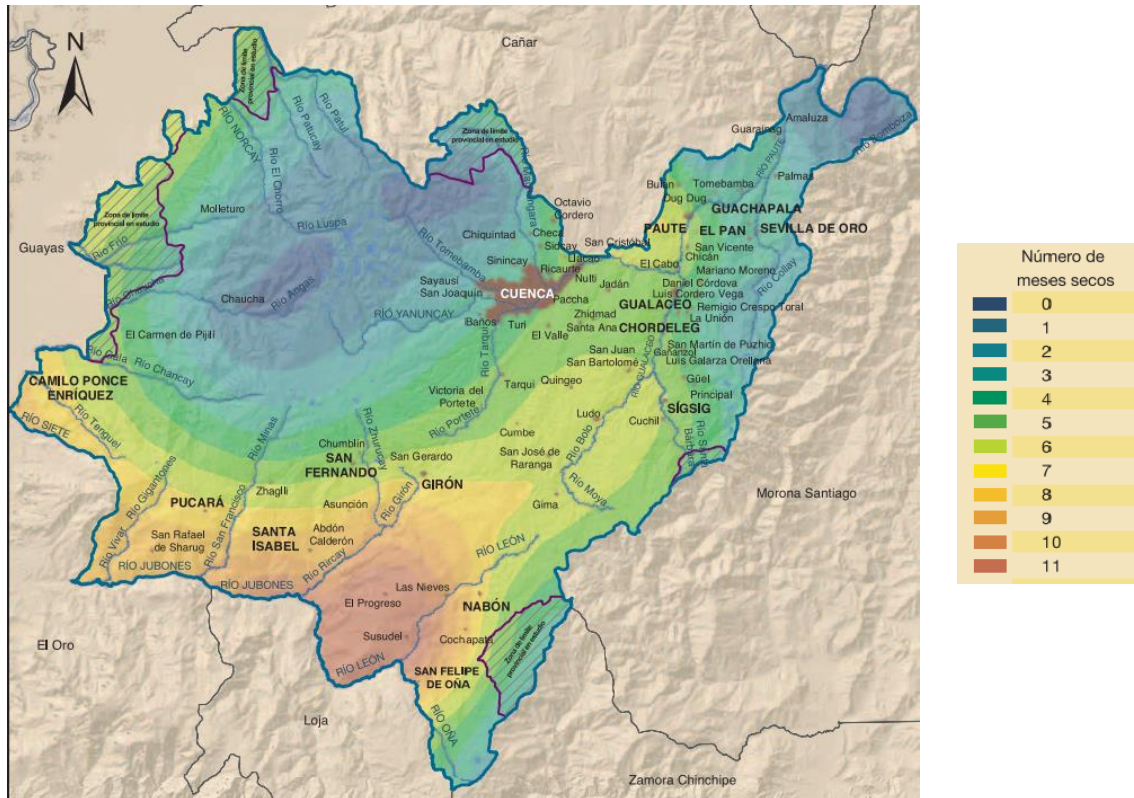 N
Cañar
Zona de límite
provincial en estudio
RÍO NORCAY
Río Patucay
Río Patul
Río El Chorro
Zona de límite
provincial en estudio
Río Machángara
Guarainag
Amaluza
RÍO PAUTE
Palmas
Bulán
Dug Dug
Tomebamba
Zona de límite
provincial en estudio
Molleturo
Río Luspa
Octavio
Cordero
GUACHAPALA
Guayas
Río Frío
Chiquintad
Checa
Sidcay
San Cristóbal
PAUTE
EL PAN
SEVILLA DE ORO
Río Tomebamba
Sinincay
Llacao
Ricaurte
San Vicente
El Cabo
Chicán
Mariano Moreno
Río Collay
Chaucha
Río Angas
Sayausí
San Joaquín
CUENCA
Nulti
Jadán
Daniel Córdova
Paccha
GUALACEO
Luis Cordero Vega
Remigio Crespo Toral
RÍO YANUNCAY
Baños
Turi
Zhidmad
Santa Ana
La Unión
El Valle
CHORDELEG
El Carmen de Pijilí
Río Tarqui
San Juan
San Bartolomé
San Martín de Puzhio
Luis Galarza Orellana
Río Gala
Río Chancay
CAMILO PONCE
ENRÍQUEZ
Río Tenguel
RÍO SIETE
Victoria del
Portete
Tarqui
Quingeo
Güel
Principal
SÍGSIG
Río Portete
Río Minas
Río Zhurucay
Ludo
Cuchil
Río Bolo
Chumblín
SAN
FERNANDO
San Gerardo
Cumbe
San José de
Raranga
Río Moya
Río Gigantones
GIRÓN
Río Girón
PUCARÁ
Zhaglli
Asunción
Gima
Morona Santiago
Río San Francisco
SANTA
ISABEL
Abdón
Calderón
San Rafael
de Sharug
Río Vivar
RÍO JUBONES
RÍO JUBONES
Río Rircay
RÍO LEÓN
Las Nieves
El Progreso
NABÓN
Susudel
Cochapata
Zona de límite
provincial en estudio
El Oro
RÍO LEÓN
SAN FELIPE
DE OÑA
Loja
RÍO OÑA
Zamora Chinchipe
Número de
meses secos
0
1
2
3
4
5
6
7
8
9
10
11